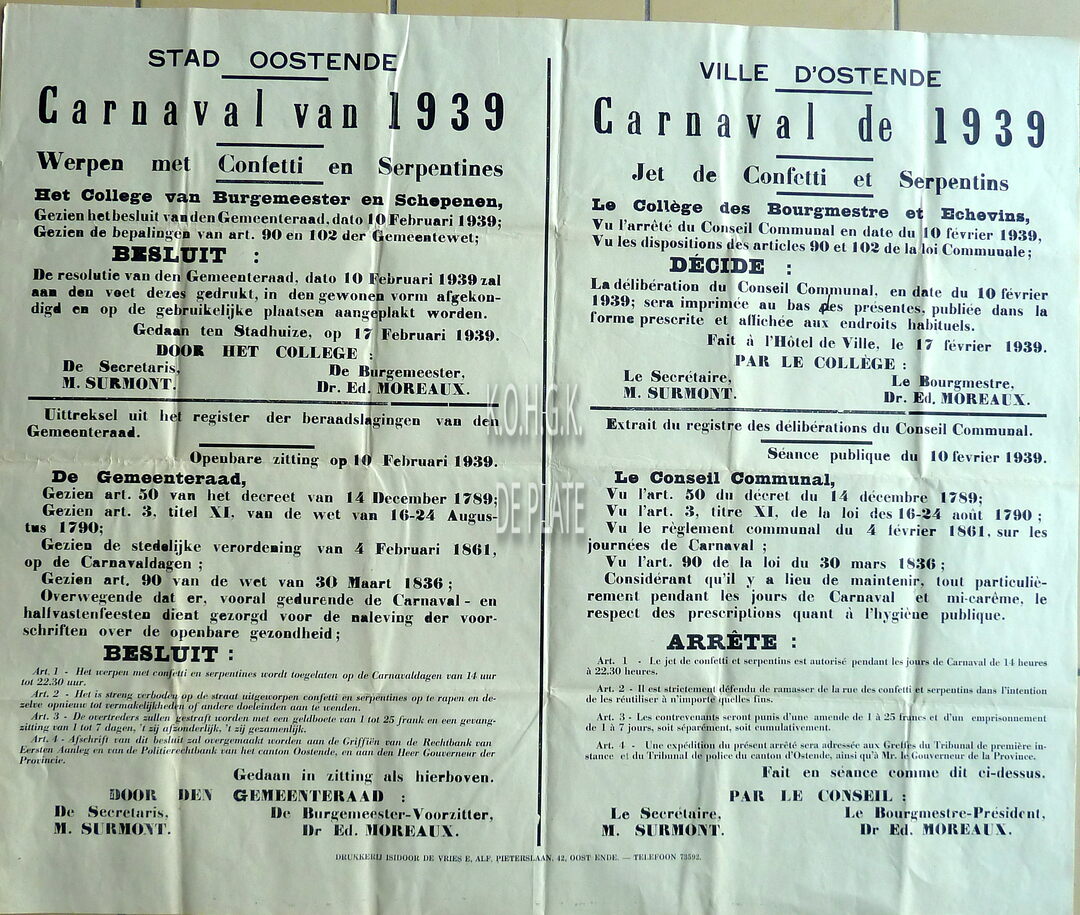 STAD OOSTENDE
Carnaval van 1939
Werpen met Confetti en Serpentines
Het College van Burgemeester en Schepenen,
Gezien het besluit van den Gemeenteraad, dato 10 Februari 1939;
Gezien de bepalingen van art. 90 en 102 der Gemeentewet;
BESLUIT :
De resolutie van den Gemeenteraad, dato 10 Februari 1939 zal
aan den voet dezes gedrukt, in den gewonen vorm afgekon-
digd en op de gebruikelijke plaatsen aangeplakt worden.
Gedaan ten Stadhuize, op 17 Februari 1939.
DOOR HET COLLEGE :
De Secretaris, De Burgemeester,
M. SURMONT. Dr. Ed. MOREAUX.
Uittreksel uit het register der beraadslagingen van den
Gemeenteraad.
Openbare zitting op 10 Februari 1939.
De Gemeenteraad,
Gezien art. 50 van het decreet van 14 December 1789;
Gezien art. 3, titel XI, van de wet van 16-24 Augus-
tus 1790;
Gezien de stedelijke verordening van 4 Februari 1861,
op de Carnavaldagen ;
Gezien art. 90 van de wet van 30 Maart 1836 ;
Overwegende dat er, vooral gedurende de Carnaval- en
halfvastenfeesten dient gezorgd voor de naleving der voor-
schriften over de openbare gezondheid ;
BESLUIT :
Art. 1 - Het werpen met confetti en serpentines wordt toegelaten op de Carnavaldagen van 14 uur
tot 22.30 uur.
Art. 2 - Het is streng verboden op de straat uitgeworpen confetti en serpentines op te rapen en de-
zelve opnieuw tot vermakelijkheden of andere doeleinden aan te wenden.
Art. 3 - De overtreders zullen gestraft worden met een geldboete van 1 tot 25 frank en een gevang-
zitting van 1 tot 7 dagen, 't zij afzonderlijk, 't zij gezamenlijk.
Art. 4 - Afschrift van dit besluit zal overgemaakt worden aan de Griffiën van de Rechtbank van
Eersten Aanleg en van de Politierechtbank van het canton Oostende, en aan den Heer Gouverneur der
Provincie.
Gedaan in zitting als hierboven.
DOOR DEN GEMEENTERAAD :
De Secretaris, De Burgemeester-Voorzitter,
M. SURMONT. Dr Ed. MOREAUX.
VILLE D'OSTENDE
Carnaval de 1939
Jet de Confetti et Serpentins
Le Collège des Bourgmestre et Echevins,
Vu l'arrêté du Conseil Communal en date du 10 février 1939,
Vu les dispositions des articles 90 et 102 de la loi Communale ;
DÉCIDE :
La délibération du Conseil Communal, en date du 10 février
1939; sera imprimée au bas des présentes, publiée dans la
forme prescrite et affichée aux endroits habituels.
Fait à l'Hôtel de Ville, le 17 février 1939.
PAR LE COLLÈGE :
Le Secrétaire, Le Bourgmestre,
M. SURMONT. Dr. Ed. MOREAUX.
Extrait du registre des délibérations du Conseil Communal.
Séance publique du 10 fevrier 1939.
Le Conseil Communal,
Vu l'art. 50 du décret du 14 décembre 1789;
Vu l'art. 3, titre XI, de la loi des 16-24 août 1790 ;
Vu le règlement communal du 4 février 1861, sur les
journées de Carnaval ;
Vu l'art. 90 de la loi du 30 mars 1836 ;
Considérant qu'il y a lieu de maintenir, tout particuliè-
rement pendant les jours de Carnaval et mi-carême, le
respect des prescriptions quant à l'hygiène publique.
ARRÊTE :
Art. 1 - Le jet de confetti et serpentins est autorisé pendant les jours de Carnaval de 14 heures
à 22.30 heures.
Art. 2 - Il est strictement défendu de ramasser de la rue des confetti et serpentins dans l'intention
de les réutiliser à n'importe quelles fins.
Art. 3 - Les contrevenants seront punis d'une amende de 1 à 25 francs et d'un emprisonnement
de 1 à 7 jours, soit séparément, soit cumulativement.
Art. 4 - Une expédition du présent arrêté sera adressée aux Greffes du Tribunal de première in-
stance et du Tribunal de police du canton d'Ostende, ainsi qu'à Mr. le Gouverneur de la Province.
Fait en séance comme dit ci-dessus.
PAR LE CONSEIL :
Le Secrétaire, Le Bourgmestre-Président,
M. SURMONT. Dr Ed. MOREAUX.
DRUKKERIJ ISIDOOR DE VRIESE, ALF. PIETERSLAAN, 42, OOSTENDE. — TELEFOON 73592.
K.O.H.G.K.
DE PLATE